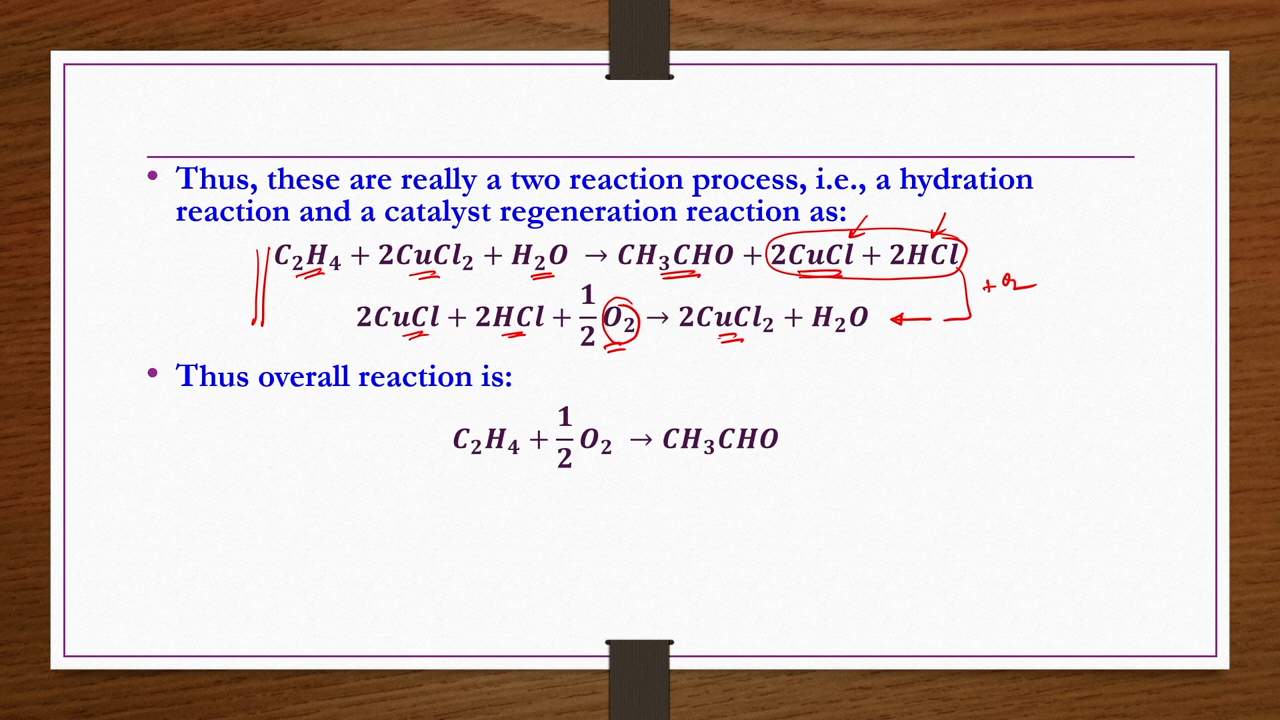 • Thus, these are really a two reaction process, i.e., a hydration
reaction and a catalyst regeneration reaction as:
C₂H₄ + 2CuCl₂ + H₂O → CH₃CHO + 2CuCl + 2HCl
+ O₂
2CuCl + 2HCl + 1/2 O₂ → 2CuCl₂ + H₂O
• Thus overall reaction is:
C₂H₄ + 1/2 O₂ → CH₃CHO